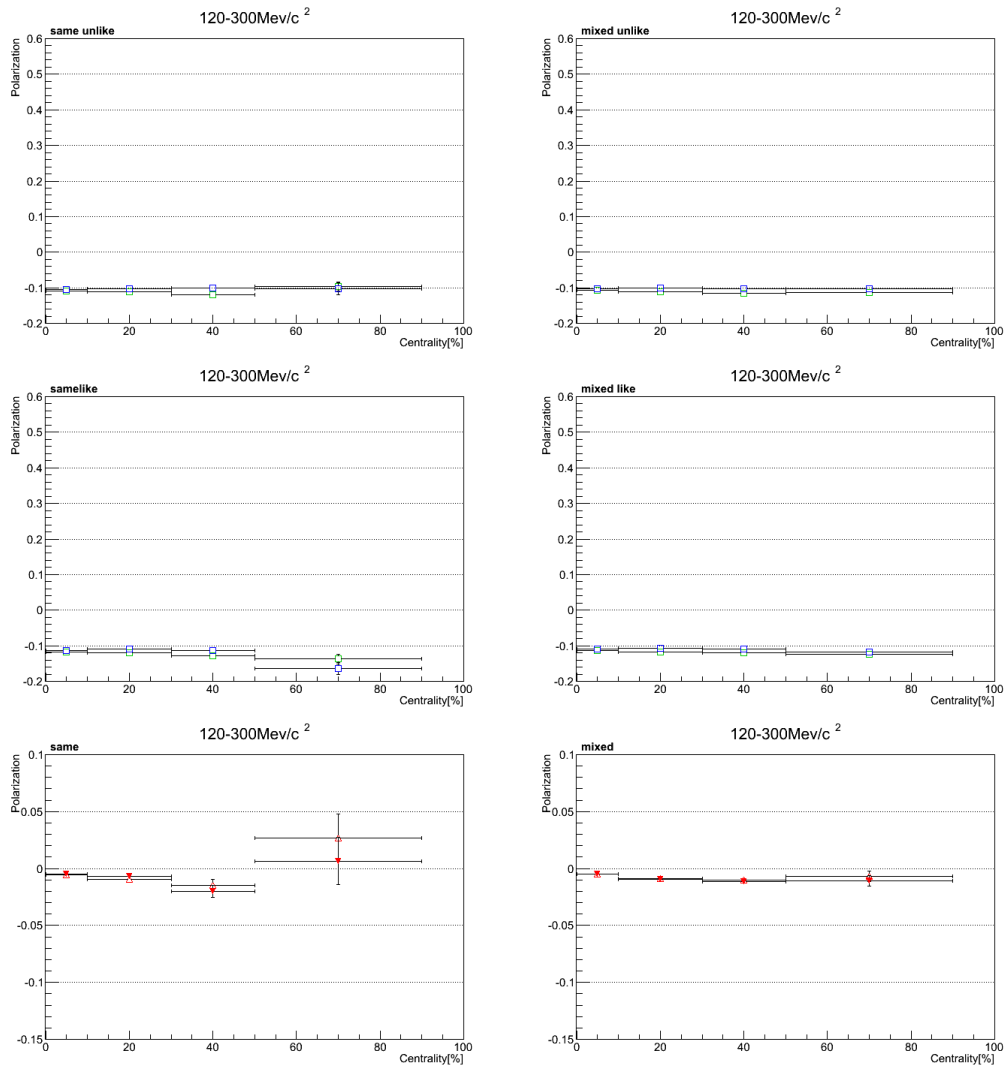 120-300Mev/c 2
same unlike
Polarization
0.6
0.5
0.4
0.3
0.2
0.1
0
-0.1
-0.2
0 20 40 60 80 100
Centrality[%]
120-300Mev/c 2
mixed unlike
Polarization
0.6
0.5
0.4
0.3
0.2
0.1
0
-0.1
-0.2
0 20 40 60 80 100
Centrality[%]
120-300Mev/c 2
samelike
Polarization
0.6
0.5
0.4
0.3
0.2
0.1
0
-0.1
-0.2
0 20 40 60 80 100
Centrality[%]
120-300Mev/c 2
mixed like
Polarization
0.6
0.5
0.4
0.3
0.2
0.1
0
-0.1
-0.2
0 20 40 60 80 100
Centrality[%]
120-300Mev/c 2
same
Polarization
0.1
0.05
0
-0.05
-0.1
-0.15
0 20 40 60 80 100
Centrality[%]
120-300Mev/c 2
mixed
Polarization
0.1
0.05
0
-0.05
-0.1
-0.15
0 20 40 60 80 100
Centrality[%]